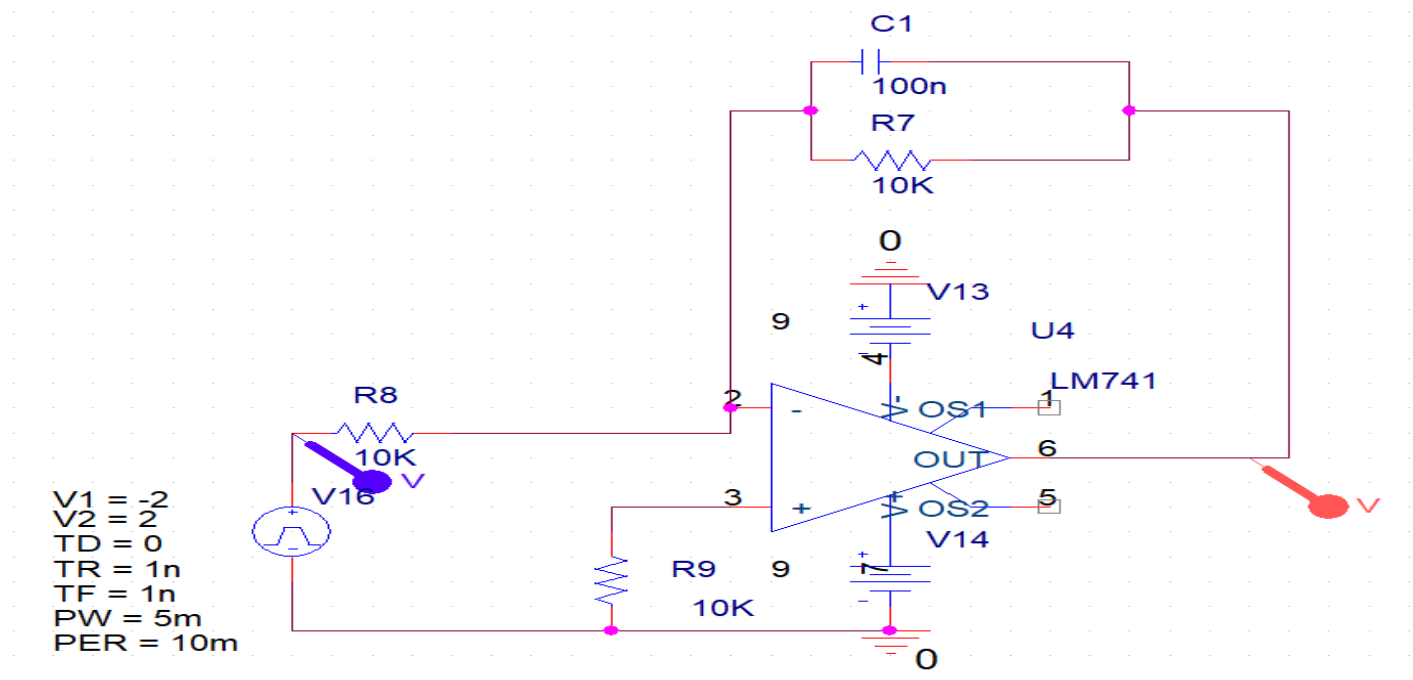 C1
100n
R7
10K
0
V13
+
9
-
4
U4
LM741
R8
10K
V
V16
2
-
V-
OS1
1
OUT
6
3
+
V+
OS2
5
V
V14
V1 = -2
V2 = 2
TD = 0
TR = 1n
TF = 1n
PW = 5m
PER = 10m
+
-
R9
10K
9
+
7
-
0